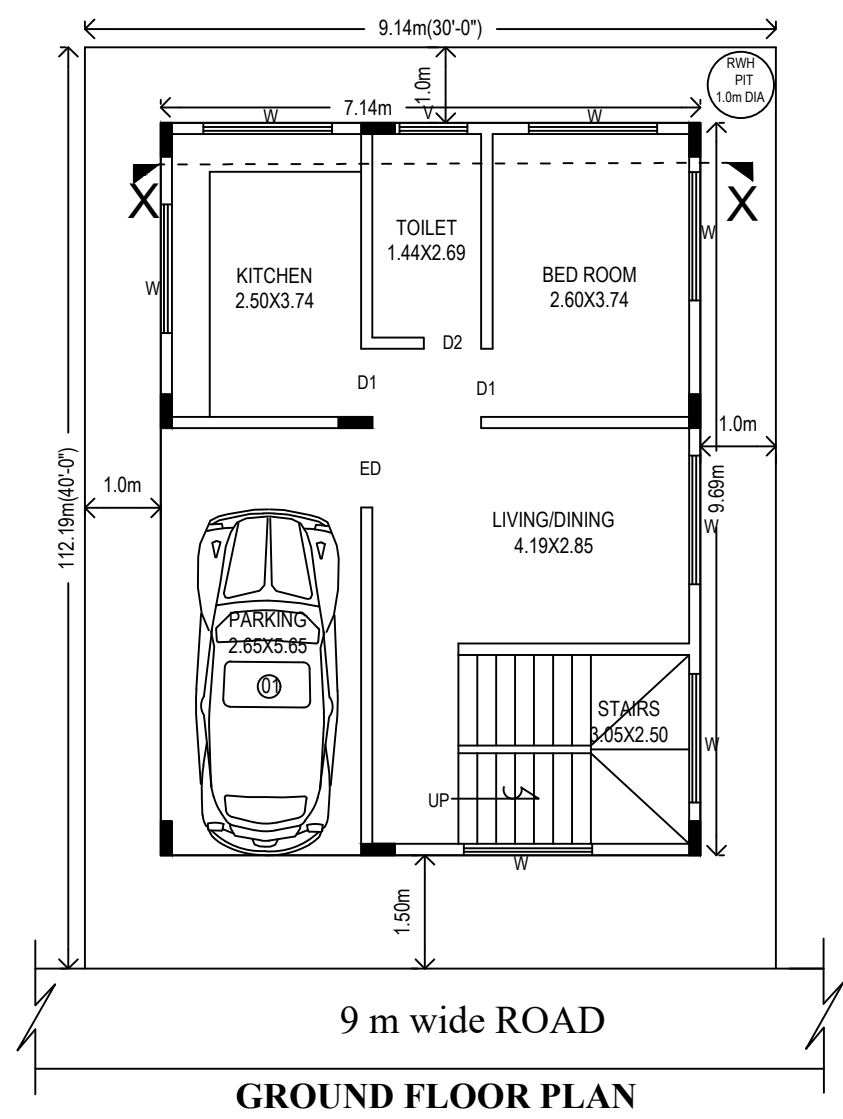 9.14m(30'-0")
RWH
PIT
1.0m DIA
1.0m
7.14m
W
V
W
X
X
TOILET
1.44X2.69
KITCHEN
2.50X3.74
BED ROOM
2.60X3.74
W
W
D2
D1
D1
1.0m
ED
112.19m(40'-0")
1.0m
9.69m
LIVING/DINING
4.19X2.85
W
PARKING
2.65X5.65
01
STAIRS
3.05X2.50
W
UP
W
1.50m
9 m wide ROAD
GROUND FLOOR PLAN